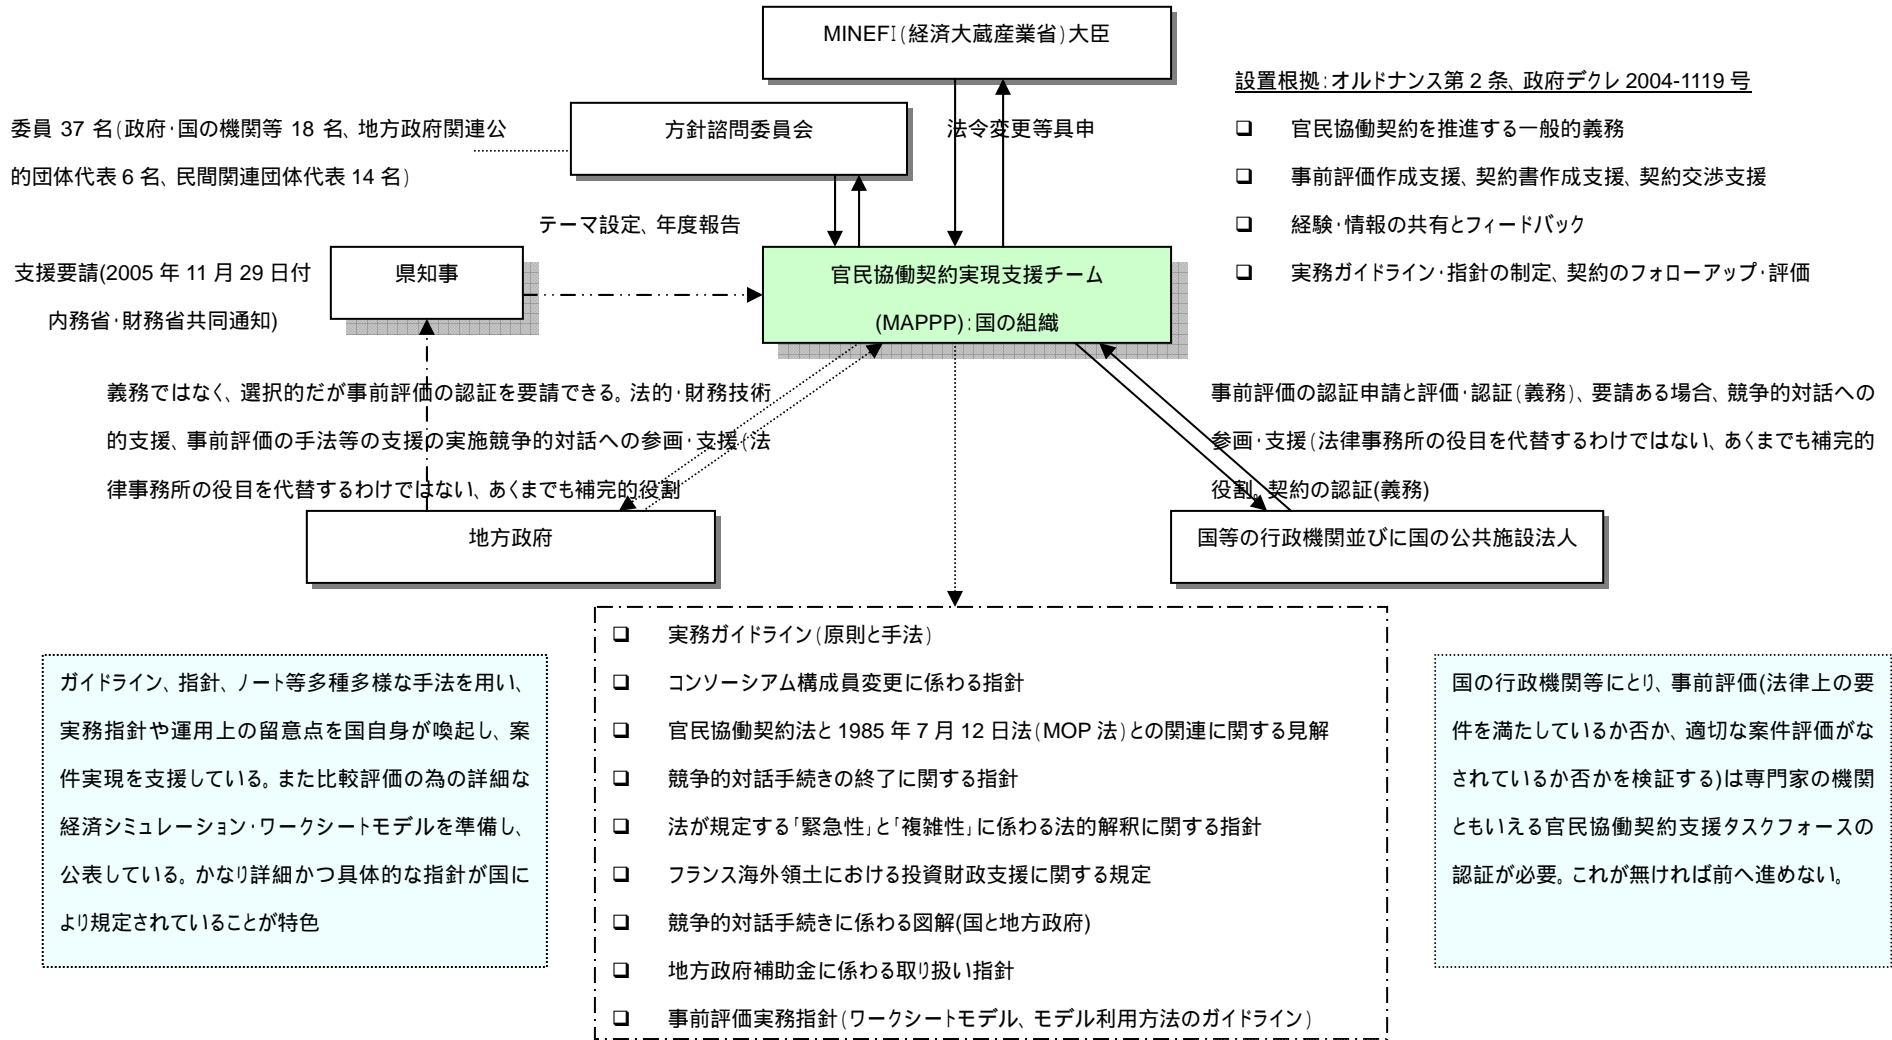 MINEFI(経済大蔵産業省)大臣
設置根拠:オルドナンス第2条、政府デクレ2004-1119号
❑ 官民協働契約を推進する一般的義務
❑ 事前評価作成支援、契約書作成支援、契約交渉支援
❑ 経験・情報の共有とフィードバック
❑ 実務ガイドライン・指針の制定、契約のフォローアップ・評価
委員 37 名(政府・国の機関等 18 名、地方政府関連公
的団体代表 6 名、民間関連団体代表 14 名)
方針諮問委員会
法令変更等具申
テーマ設定、年度報告
支援要請(2005 年 11 月 29 日付
内務省・財務省共同通知)
県知事
官民協働契約実現支援チーム
(MAPPP):国の組織
義務ではなく、選択的だが事前評価の認証を要請できる。法的・財務技術
的支援、事前評価の手法等の支援の実施競争的対話への参画・支援(法
律事務所の役目を代替するわけではない、あくまでも補完的役割
事前評価の認証申請と評価・認証(義務)、要請ある場合、競争的対話への
参画・支援(法律事務所の役目を代替するわけではない、あくまでも補完的
役割。契約の認証(義務)
地方政府
国等の行政機関並びに国の公共施設法人
❑ 実務ガイドライン(原則と手法)
❑ コンソーシアム構成員変更に係わる指針
❑ 官民協働契約法と1985 年 7 月 12 日法(MOP 法)との関連に関する見解
❑ 競争的対話手続きの終了に関する指針
❑ 法が規定する「緊急性」と「複雑性」に係わる法的解釈に関する指針
❑ フランス海外領土における投資財政支援に関する規定
❑ 競争的対話手続きに係わる図解(国と地方政府)
❑ 地方政府補助金に係わる取り扱い指針
❑ 事前評価実務指針(ワークシートモデル、モデル利用方法のガイドライン)
ガイドライン、指針、ノート等多種多様な手法を用い、
実務指針や運用上の留意点を国自身が喚起し、案
件実現を支援している。また比較評価の為の詳細な
経済シミュレーション・ワークシートモデルを準備し、
公表している。かなり詳細かつ具体的な指針が国に
より規定されていることが特色
国の行政機関等にとり、事前評価(法律上の要
件を満たしているか否か、適切な案件評価がな
されているか否かを検証する)は専門家の機関
ともいえる官民協働契約支援タスクフォースの
認証が必要。これが無ければ前へ進めない。